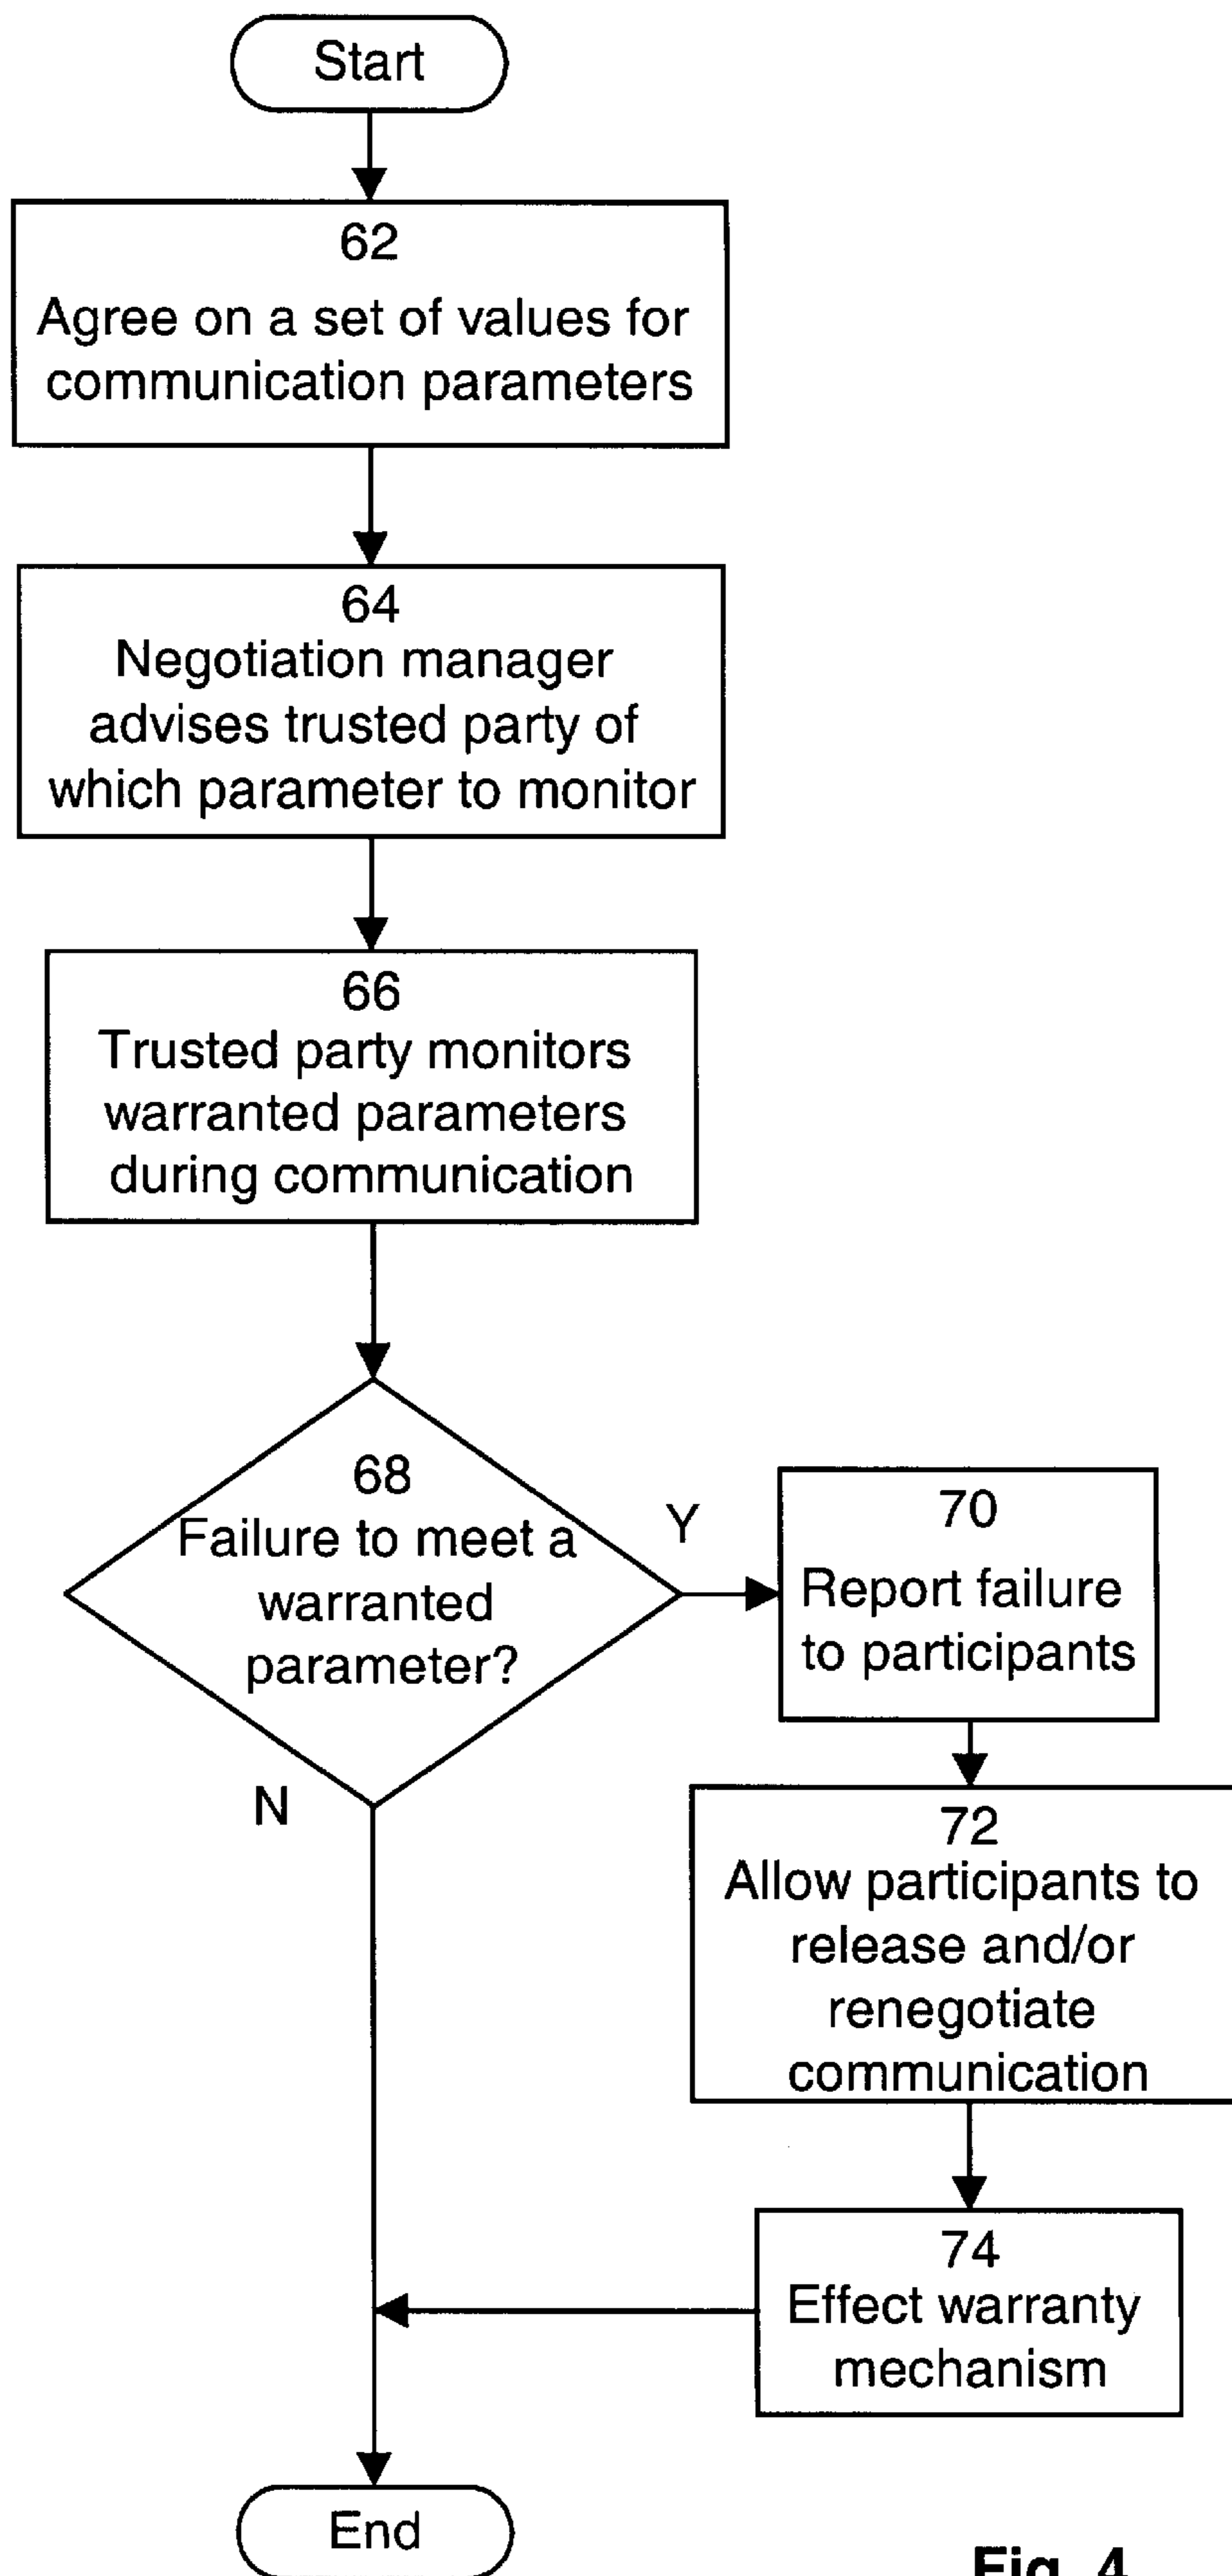 Start
62
Agree on a set of values for
communication parameters
64
Negotiation manager
advises trusted party of
which parameter to monitor
66
Trusted party monitors
warranted parameters
during communication
68
Failure to meet a
warranted
parameter?
Y
N
70
Report failure
to participants
72
Allow participants to
release and/or
renegotiate
communication
74
Effect warranty
mechanism
End
Fig. 4